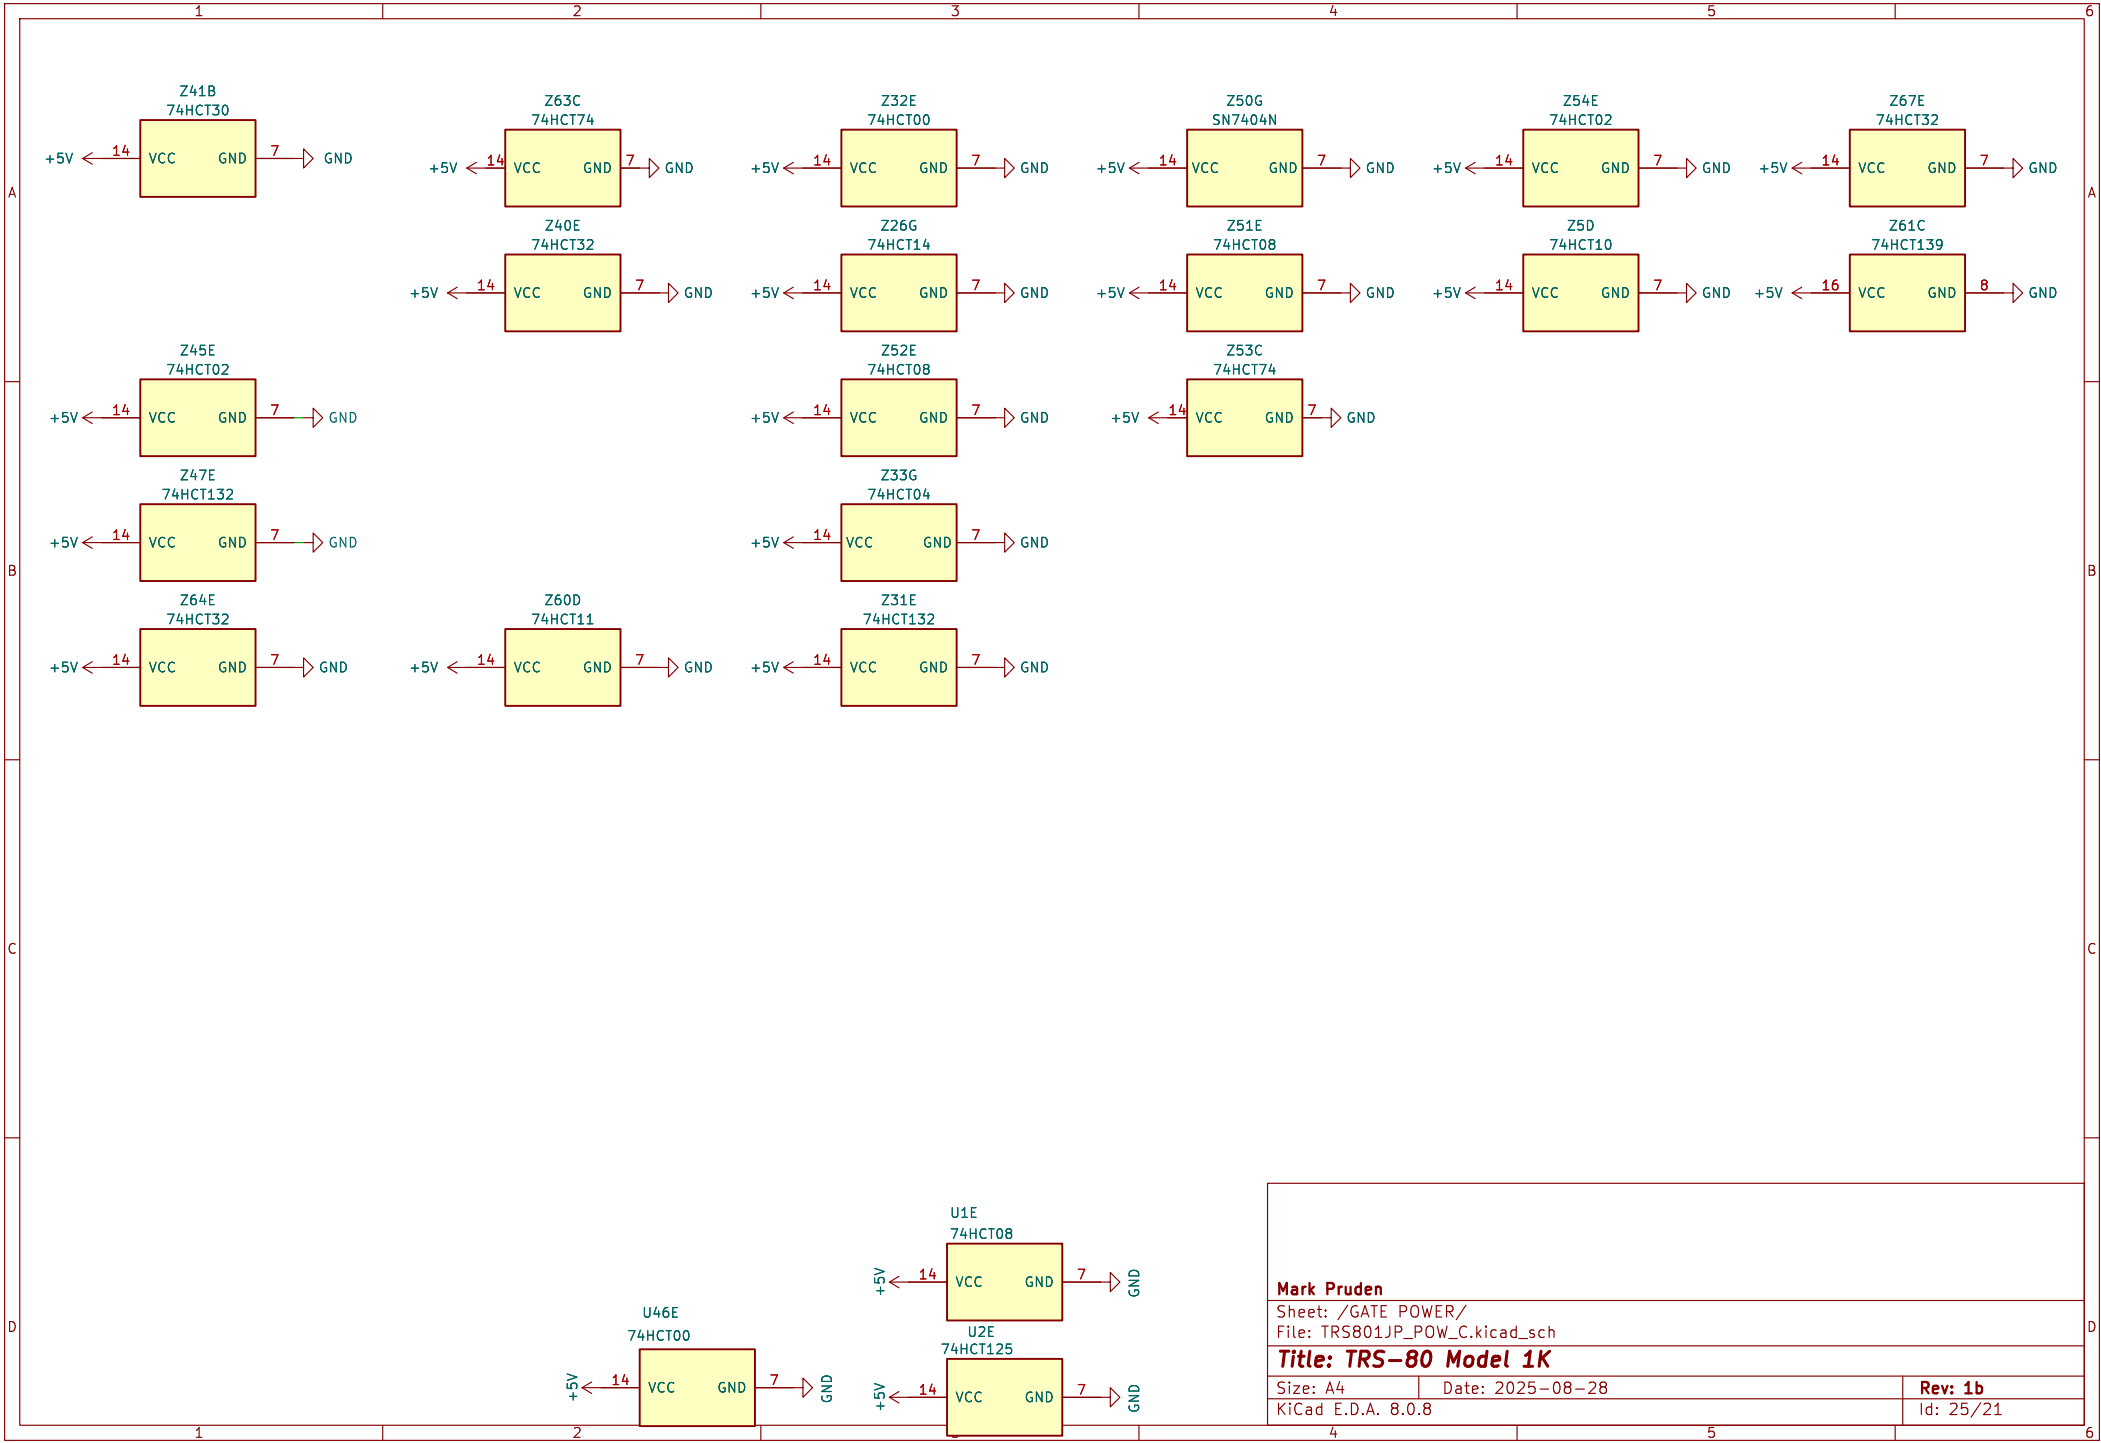 1 2 3 4 5 6
Z41B
74HCT30
+5V 14 VCC GND 7 GND
Z63C
74HCT74
+5V 14 VCC GND 7 GND
Z32E
74HCT00
+5V 14 VCC GND 7 GND
Z50G
SN7404N
+5V 14 VCC GND 7 GND
Z54E
74HCT02
+5V 14 VCC GND 7 GND
Z67E
74HCT32
+5V 14 VCC GND 7 GND
A A
Z40E
74HCT32
+5V 14 VCC GND 7 GND
Z26G
74HCT14
+5V 14 VCC GND 7 GND
Z51E
74HCT08
+5V 14 VCC GND 7 GND
Z5D
74HCT10
+5V 14 VCC GND 7 GND
Z61C
74HCT139
+5V 16 VCC GND 8 GND
Z45E
74HCT02
+5V 14 VCC GND 7 GND
Z52E
74HCT08
+5V 14 VCC GND 7 GND
Z53C
74HCT74
+5V 14 VCC GND 7 GND
Z47E
74HCT132
+5V 14 VCC GND 7 GND
Z33G
74HCT04
+5V 14 VCC GND 7 GND
B B
Z64E
74HCT32
+5V 14 VCC GND 7 GND
Z60D
74HCT11
+5V 14 VCC GND 7 GND
Z31E
74HCT132
+5V 14 VCC GND 7 GND
C C
U1E
74HCT08
+5V 14 VCC GND 7 GND
U46E
74HCT00
+5V 14 VCC GND 7 GND
U2E
74HCT125
+5V 14 VCC GND 7 GND
D D
Mark Pruden
Sheet: /GATE POWER/
File: TRS801JP_POW_C.kicad_sch
Title: TRS-80 Model 1K
Size: A4 Date: 2025-08-28 Rev: 1b
KiCad E.D.A. 8.0.8 Id: 25/21
1 2 4 5 6